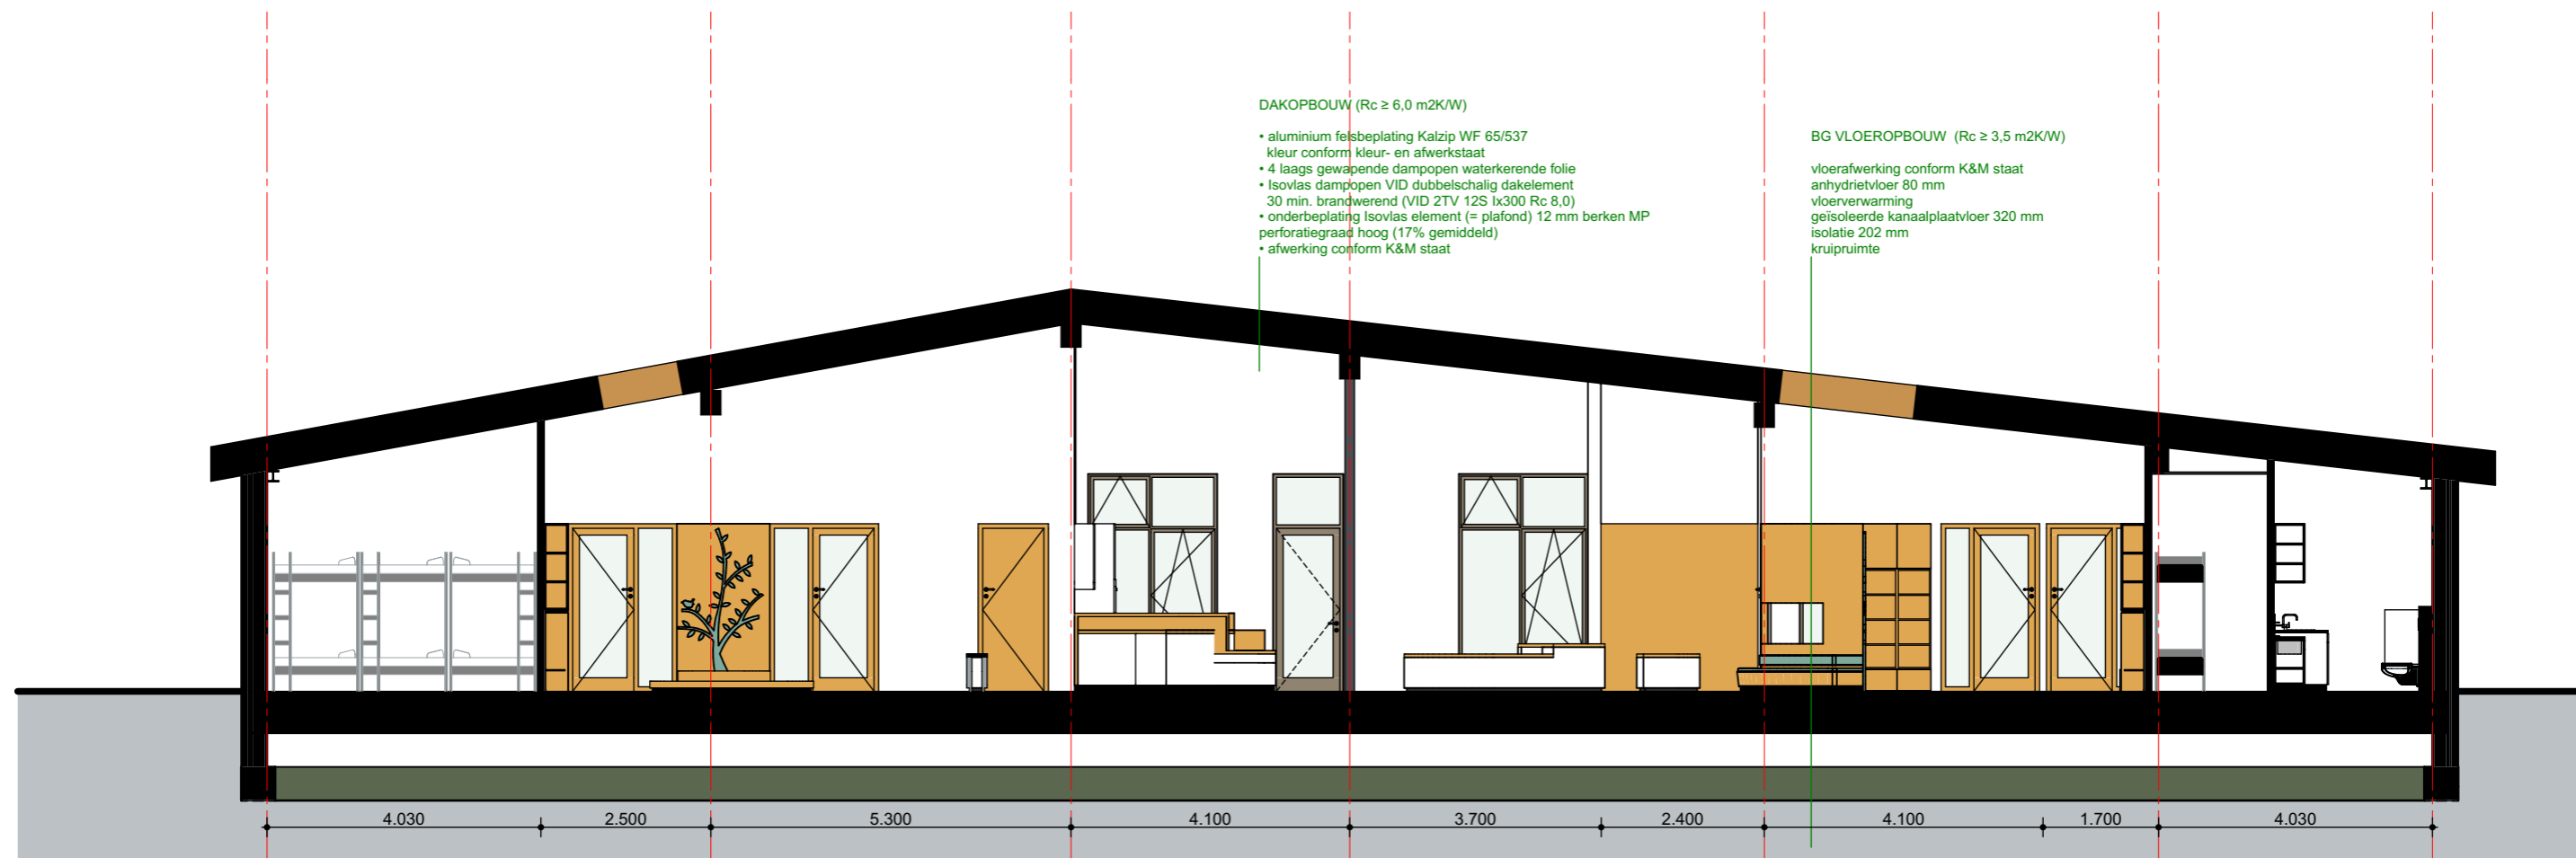 DAKOPBOUW (Rc ≥ 6,0 m2K/W)
• aluminium felsbeplating Kalzip WF 65/537
kleur conform kleur- en afwerkstaat
• 4 laags gewapende dampopen waterkerende folie
• Isovlas dampopen VID dubbelschalig dakelement
30 min. brandwerend (VID 2TV 12S Ix300 Rc 8,0)
• onderbeplating Isovlas element (= plafond) 12 mm berken MP
perforatiegraad hoog (17% gemiddeld)
• afwerking conform K&M staat
BG VLOEROPBOUW (Rc ≥ 3,5 m2K/W)
vloerafwerking conform K&M staat
anhydrietvloer 80 mm
vloerverwarming
geïsoleerde kanaalplaatvloer 320 mm
isolatie 202 mm
kruipruimte
4.030 2.500 5.300 4.100 3.700 2.400 4.100 1.700 4.030